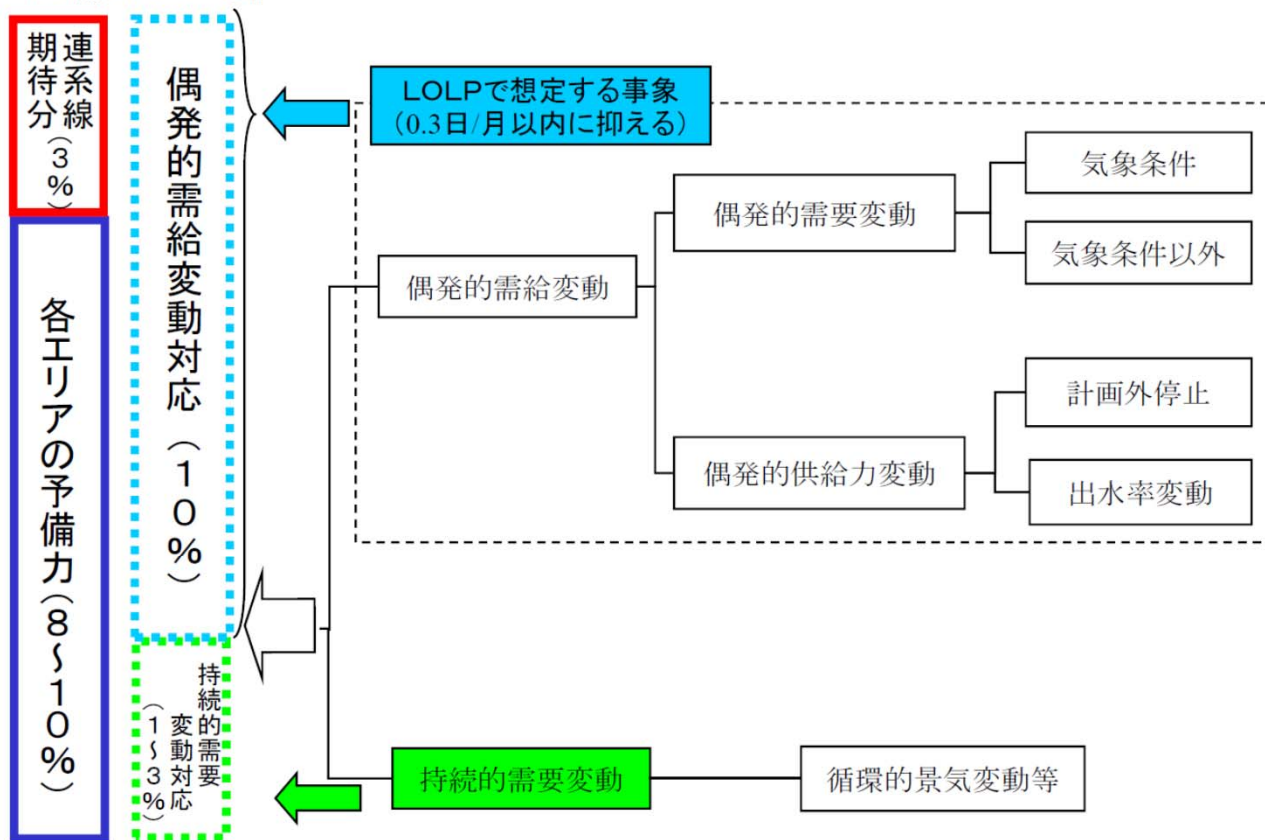 連系線
期待分(3%)
各エリアの予備力(8~10%)
偶発的需給変動対応(10%)
持続的需要
変動対応
(1~3%)
LOLPで想定する事象
(0.3日/月以内に抑える)
偶発的需給変動
偶発的需要変動
気象条件
気象条件以外
偶発的供給力変動
計画外停止
出水率変動
持続的需要変動
循環的景気変動等